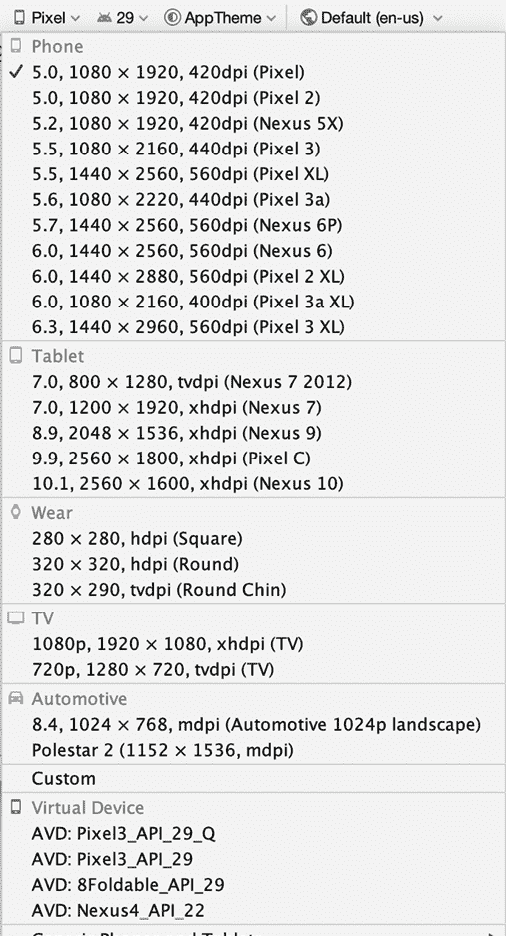 Pixel 29 AppTheme Default (en-us)
Phone
5.0, 1080 × 1920, 420dpi (Pixel)
5.0, 1080 × 1920, 420dpi (Pixel 2)
5.2, 1080 × 1920, 420dpi (Nexus 5X)
5.5, 1080 × 2160, 440dpi (Pixel 3)
5.5, 1440 × 2560, 560dpi (Pixel XL)
5.6, 1080 × 2220, 440dpi (Pixel 3a)
5.7, 1440 × 2560, 560dpi (Nexus 6P)
6.0, 1440 × 2560, 560dpi (Nexus 6)
6.0, 1440 × 2880, 560dpi (Pixel 2 XL)
6.0, 1080 × 2160, 400dpi (Pixel 3a XL)
6.3, 1440 × 2960, 560dpi (Pixel 3 XL)
Tablet
7.0, 800 × 1280, tvdpi (Nexus 7 2012)
7.0, 1200 × 1920, xhdpi (Nexus 7)
8.9, 2048 × 1536, xhdpi (Nexus 9)
9.9, 2560 × 1800, xhdpi (Pixel C)
10.1, 2560 × 1600, xhdpi (Nexus 10)
Wear
280 × 280, hdpi (Square)
320 × 320, hdpi (Round)
320 × 290, tvdpi (Round Chin)
TV
1080p, 1920 × 1080, xhdpi (TV)
720p, 1280 × 720, tvdpi (TV)
Automotive
8.4, 1024 × 768, mdpi (Automotive 1024p landscape)
Polestar 2 (1152 × 1536, mdpi)
Custom
Virtual Device
AVD: Pixel3_API_29_Q
AVD: Pixel3_API_29
AVD: 8Foldable_API_29
AVD: Nexus4_API_22